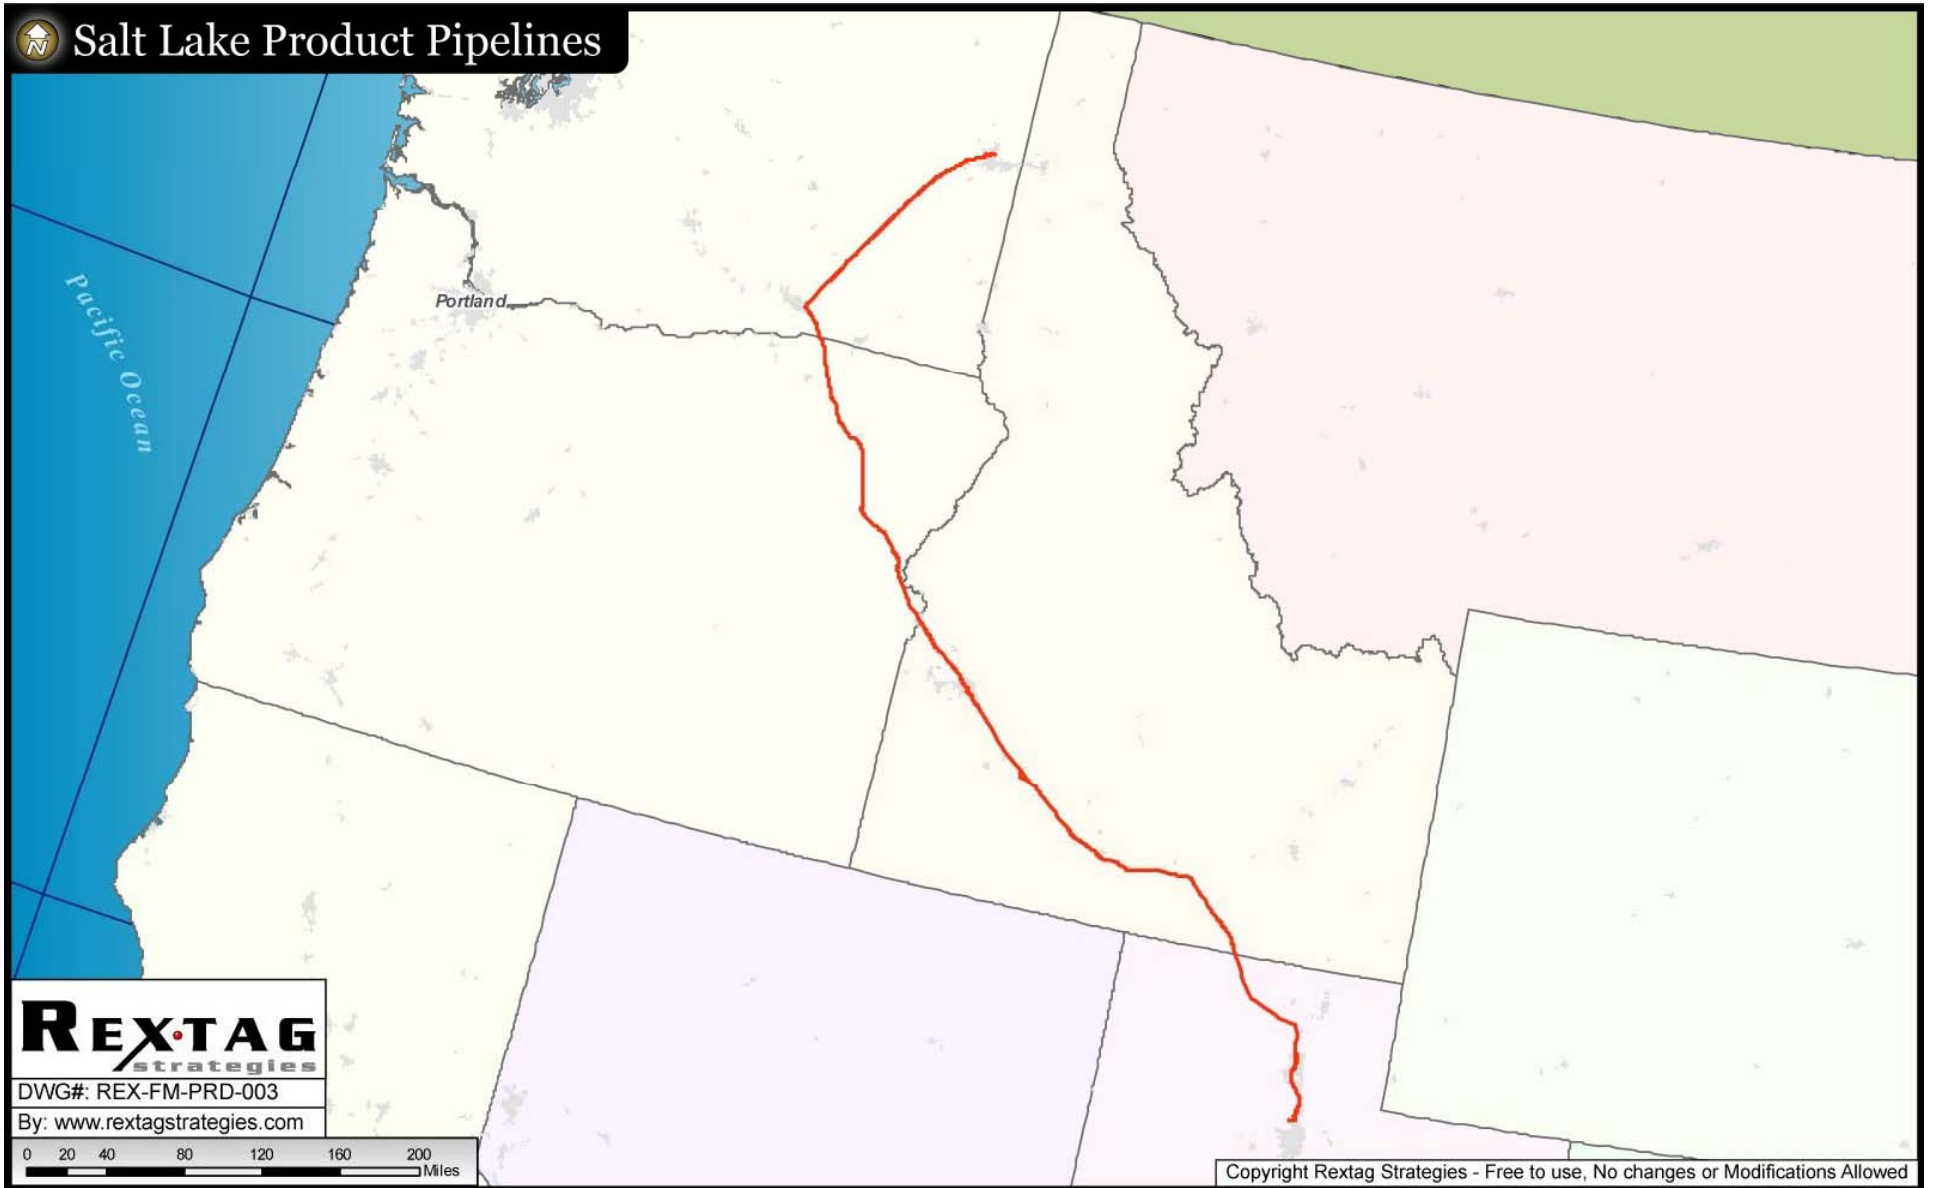 N
Salt Lake Product Pipelines
Pacific Ocean
Portland
REXTAG
strategies
DWG#: REX-FM-PRD-003
By: www.rextagstrategies.com
0 20 40 80 120 160 200
Miles
Copyright Rextag Strategies - Free to use, No changes or Modifications Allowed